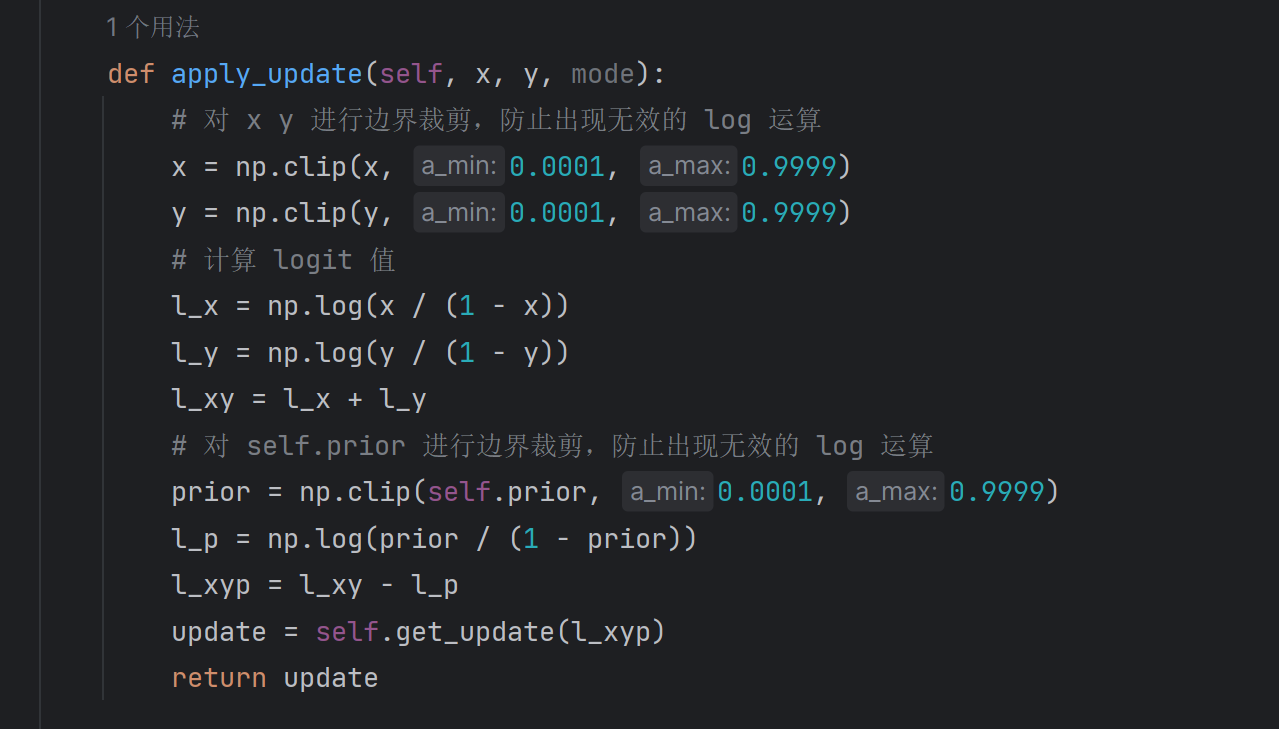 1 个用法
def apply_update(self, x, y, mode):
# 对 x y 进行边界裁剪，防止出现无效的 log 运算
x = np.clip(x, a_min: 0.0001, a_max: 0.9999)
y = np.clip(y, a_min: 0.0001, a_max: 0.9999)
# 计算 logit 值
l_x = np.log(x / (1 - x))
l_y = np.log(y / (1 - y))
l_xy = l_x + l_y
# 对 self.prior 进行边界裁剪，防止出现无效的 log 运算
prior = np.clip(self.prior, a_min: 0.0001, a_max: 0.9999)
l_p = np.log(prior / (1 - prior))
l_xyp = l_xy - l_p
update = self.get_update(l_xyp)
return update